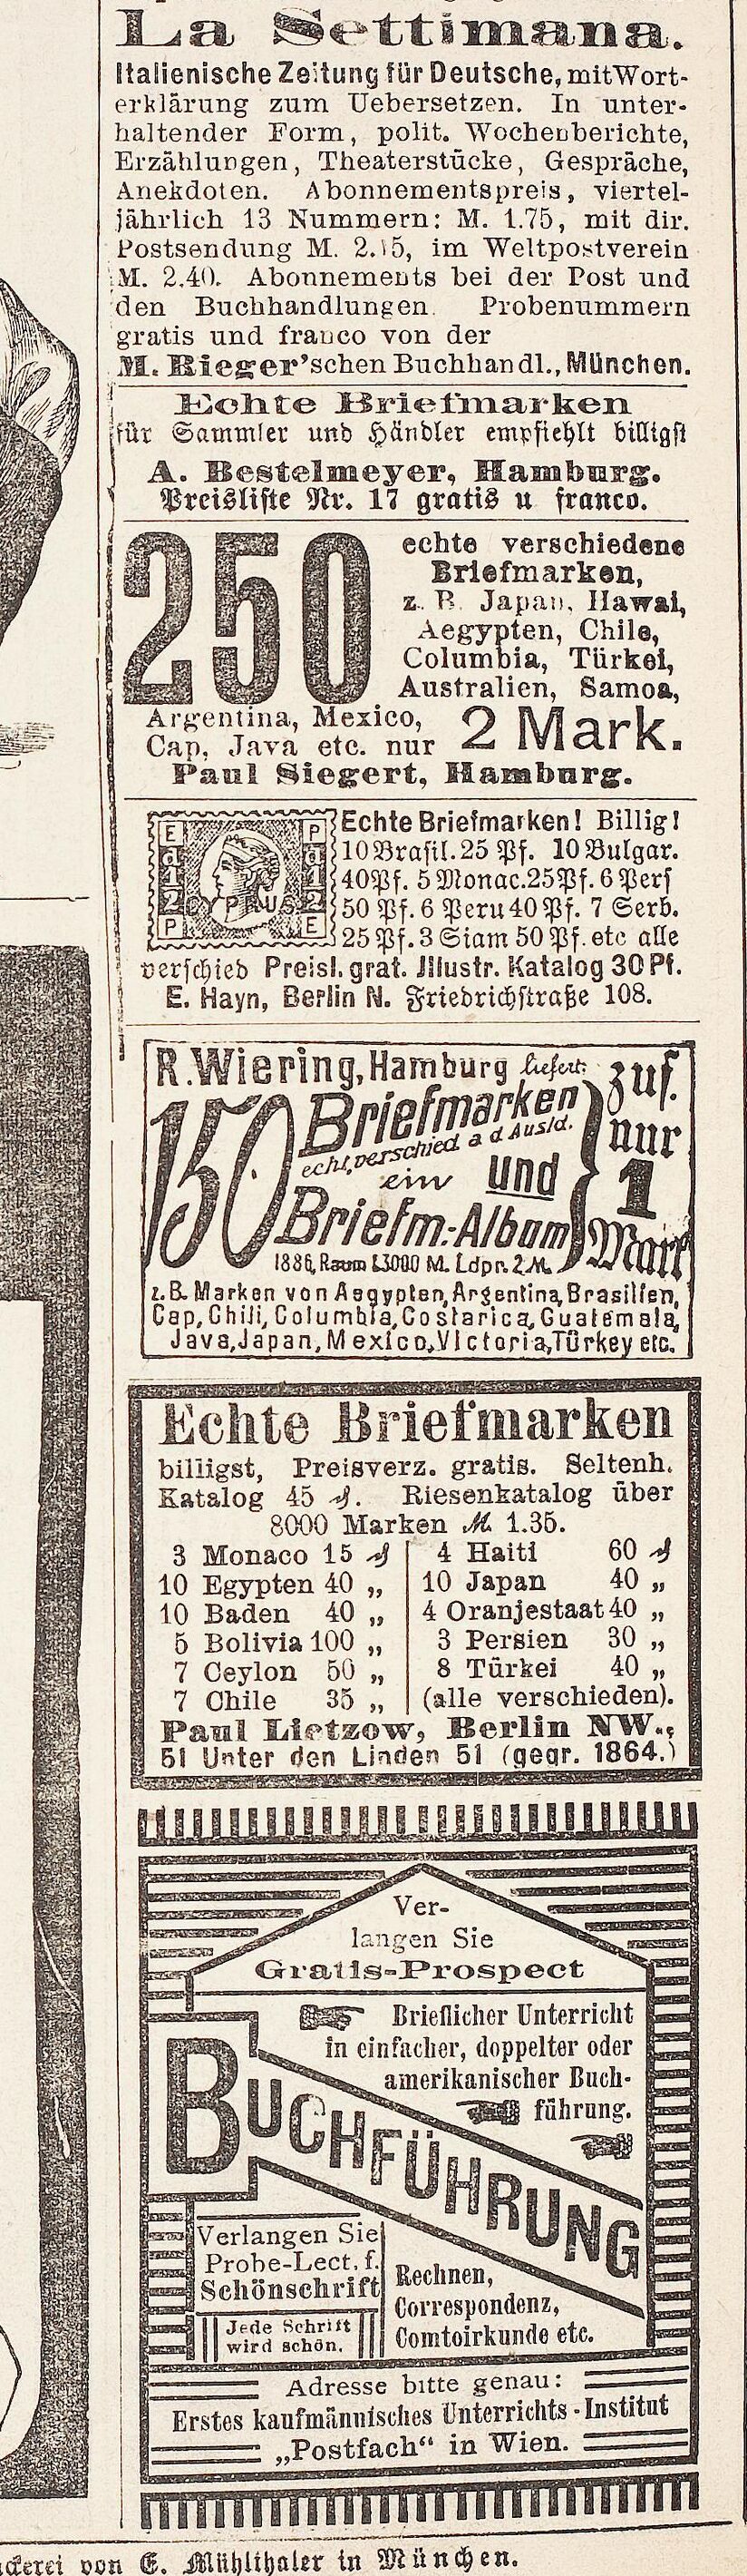 La Settimana.
Italienische Zeitung für Deutsche, mit Wort-
erklärung zum Uebersetzen. In unter-
haltender Form, polit. Wochenberichte,
Erzählungen, Theaterstücke, Gespräche,
Anekdoten. Abonnementspreis, viertel-
jährlich 13 Nummern: M. 1.75, mit dir.
Postsendung M. 2.15, im Weltpostverein
M. 2.40. Abonnements bei der Post und
den Buchhandlungen. Probenummern
gratis und franco von der
M. Rieger'schen Buchhandl., München.
Echte Briefmarken
für Sammler und Händler empfiehlt billigst
A. Bestelmeyer, Hamburg.
Preisliste Nr. 17 gratis u franco.
250 echte verschiedene
Briefmarken,
z. B. Japan, Hawai,
Aegypten, Chile,
Columbia, Türkei,
Australien, Samoa,
Argentina, Mexico,
Cap, Java etc. nur 2 Mark.
Paul Siegert, Hamburg.
CYPRUS
Echte Briefmarken! Billig!
10 Brasil. 25 Pf. 10 Bulgar.
40 Pf. 5 Monac. 25 Pf. 6 Pers
50 Pf. 6 Peru 40 Pf. 7 Serb.
25 Pf. 3 Siam 50 Pf. etc alle
verschied Preisl. grat. Illustr. Katalog 30 Pf.
E. Hayn, Berlin N. Friedrichstraße 108.
R. Wiering, Hamburg liefert:
150 Briefmarken
echt, verschied a d Ausld.
ein und
Briefm.-Album
1886, Raum f. 3000 M. Ldpr. 2 M.
zus.
nur
1
Mark
z. B. Marken von Aegypten, Argentina, Brasilien,
Cap, Chili, Columbia, Costarica, Guatemala,
Java, Japan, Mexico, Victoria, Türkey etc.
Echte Briefmarken
billigst, Preisverz. gratis. Seltenh.
Katalog 45 ₰. Riesenkatalog über
8000 Marken ℳ 1.35.
3 Monaco 15 ₰ 4 Haiti 60 ₰
10 Egypten 40 „ 10 Japan 40 „
10 Baden 40 „ 4 Oranjestaat 40 „
5 Bolivia 100 „ 3 Persien 30 „
7 Ceylon 50 „ 8 Türkei 40 „
7 Chile 35 „ (alle verschieden).
Paul Lietzow, Berlin NW.,
51 Unter den Linden 51 (gegr. 1864.)
Ver-
langen Sie
Gratis-Prospect
Brieflicher Unterricht
in einfacher, doppelter oder
amerikanischer Buch-
führung.
BUCHFÜHRUNG
Verlangen Sie
Probe-Lect. f.
Schönschrift
Jede Schrift
wird schön.
Rechnen,
Correspondenz,
Comtoirkunde etc.
Adresse bitte genau:
Erstes kaufmännisches Unterrichts-Institut
„Postfach“ in Wien.
von E. Mühlthaler in München.